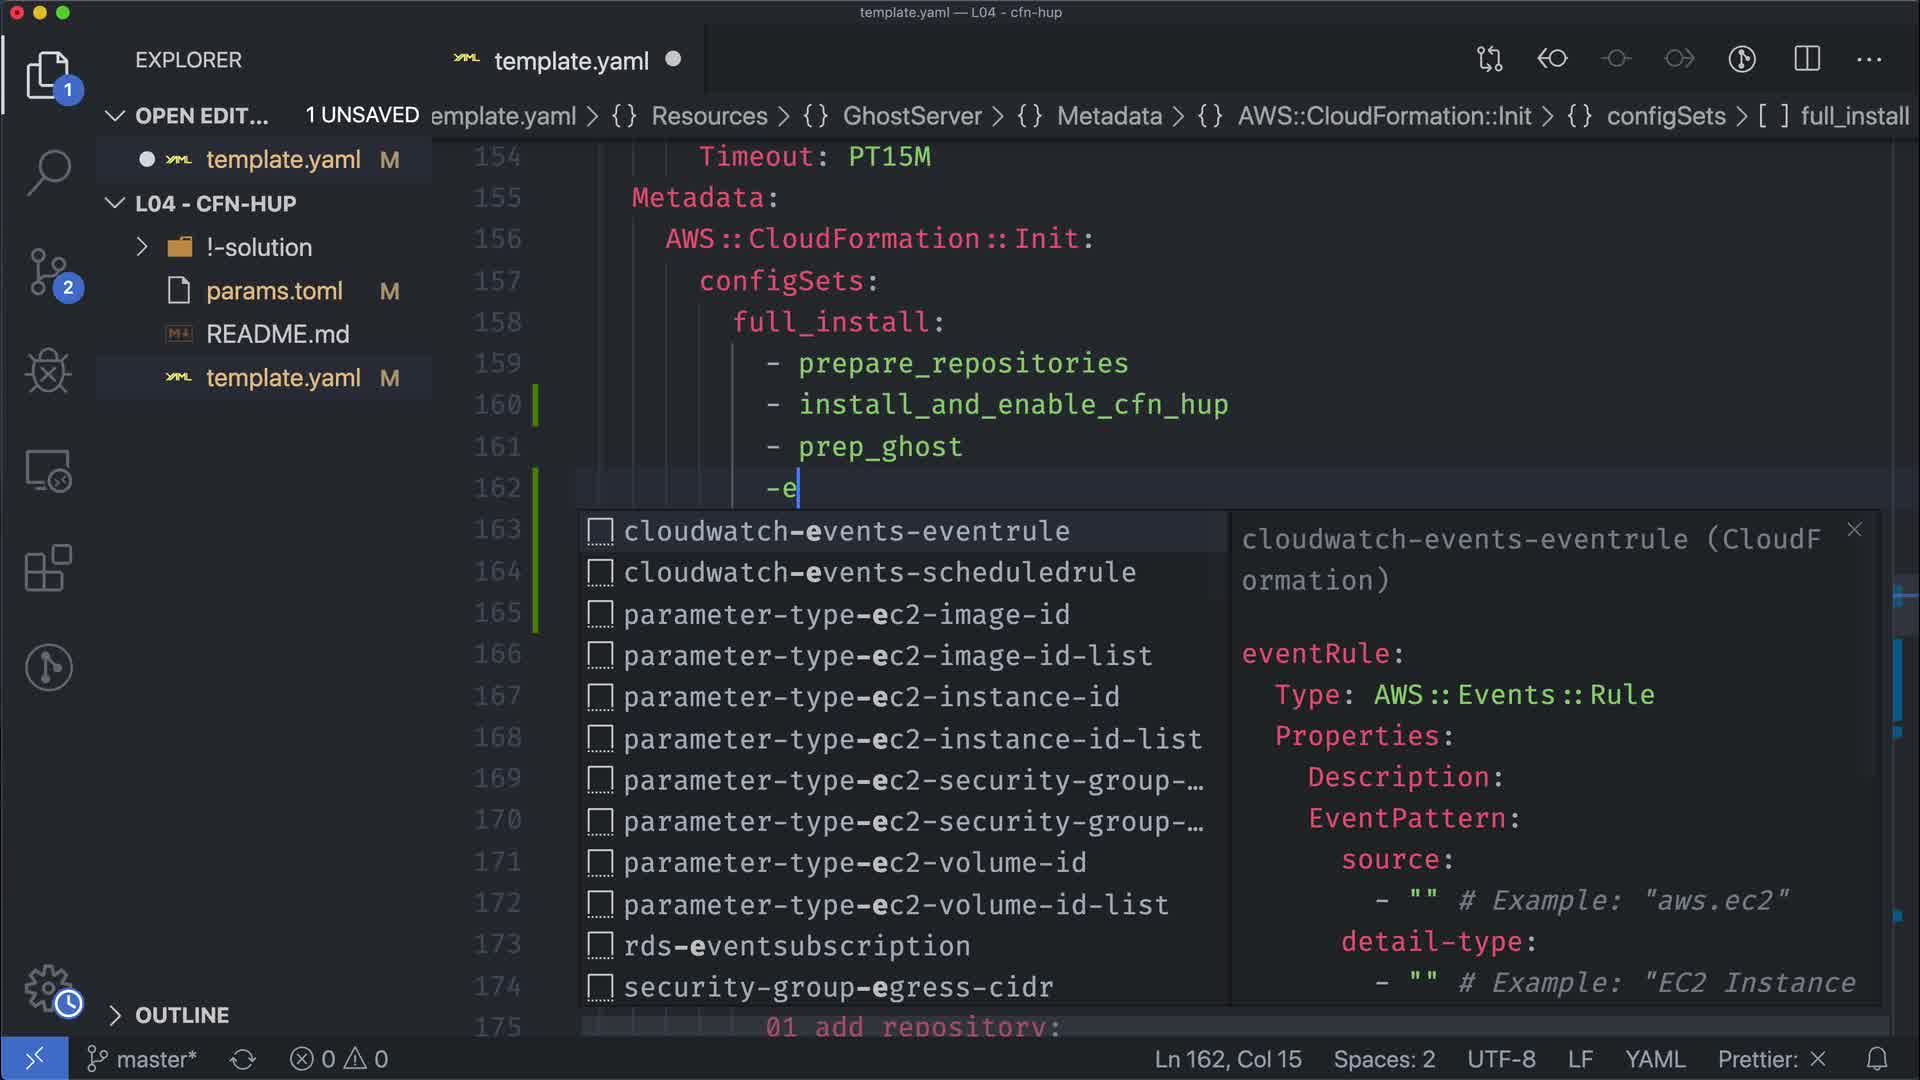 template.yaml — L04 - cfn-hup
EXPLORER
template.yaml
OPEN EDIT... 1 UNSAVED
template.yaml M
L04 - CFN-HUP
!-solution
params.toml M
README.md
template.yaml M
OUTLINE
1
2
emplate.yaml > {} Resources > {} GhostServer > {} Metadata > {} AWS::CloudFormation::Init > {} configSets > [ ] full_install
154 Timeout: PT15M
155 Metadata:
156 AWS::CloudFormation::Init:
157 configSets:
158 full_install:
159 - prepare_repositories
160 - install_and_enable_cfn_hup
161 - prep_ghost
162 -e
163
164
165
166
167
168
169
170
171
172
173
174
175 01_add_repository:
cloudwatch-events-eventrule
cloudwatch-events-scheduledrule
parameter-type-ec2-image-id
parameter-type-ec2-image-id-list
parameter-type-ec2-instance-id
parameter-type-ec2-instance-id-list
parameter-type-ec2-security-group-...
parameter-type-ec2-security-group-...
parameter-type-ec2-volume-id
parameter-type-ec2-volume-id-list
rds-eventsubscription
security-group-egress-cidr
cloudwatch-events-eventrule (CloudF
ormation)
eventRule:
Type: AWS::Events::Rule
Properties:
Description:
EventPattern:
source:
- "" # Example: "aws.ec2"
detail-type:
- "" # Example: "EC2 Instance
master* 0 0 Ln 162, Col 15 Spaces: 2 UTF-8 LF YAML Prettier: ×